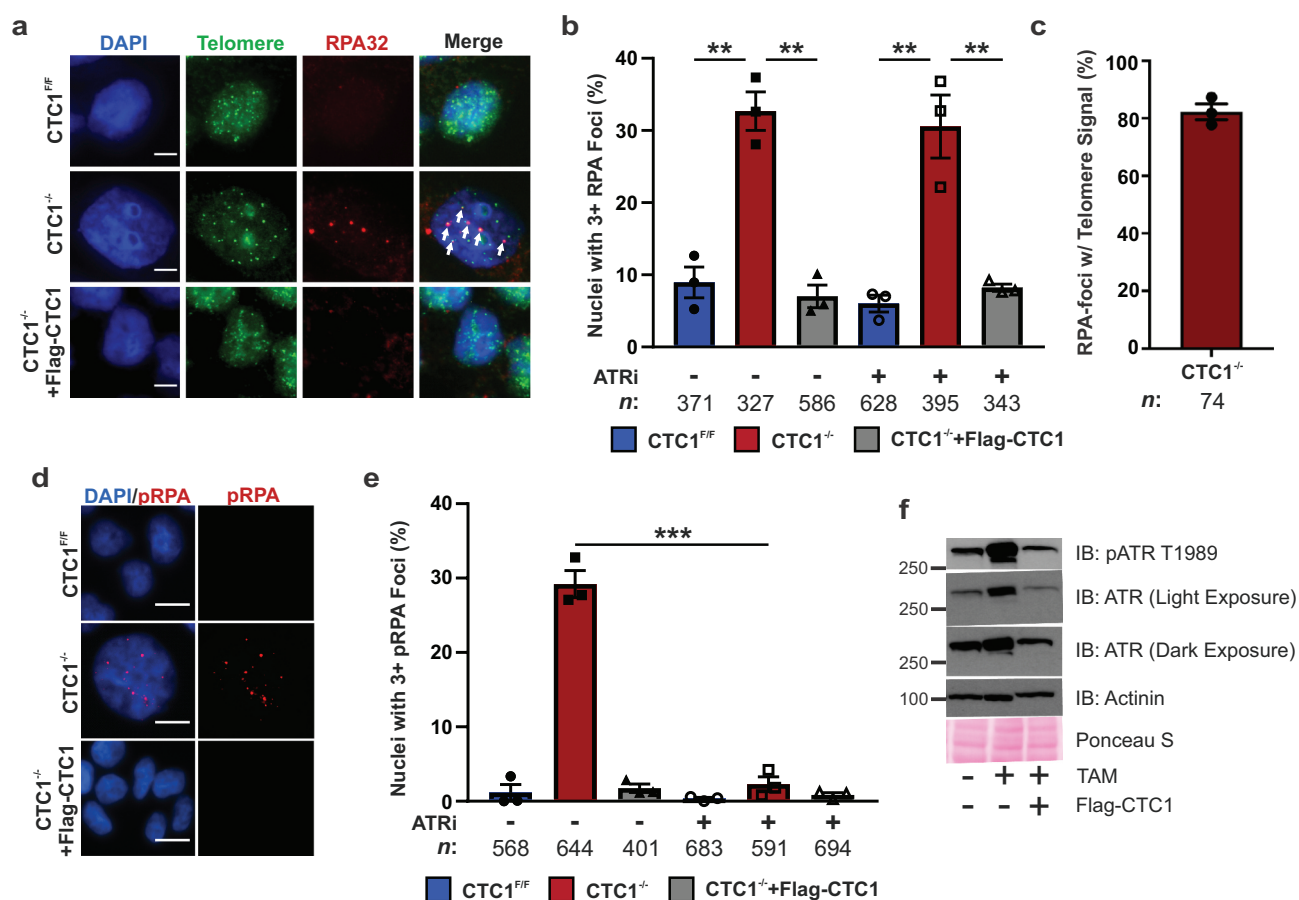 a
DAPI Telomere RPA32 Merge
CTC1F/F
CTC1-/-
CTC1-/-
+Flag-CTC1
b
Nuclei with 3+ RPA Foci (%)
40
30
20
10
0
** ** ** **
ATRi - - - + + +
n: 371 327 586 628 395 343
CTC1F/F CTC1-/- CTC1-/-+Flag-CTC1
c
RPA-foci w/ Telomere Signal (%)
100
80
60
40
20
0
CTC1-/-
n: 74
d
DAPI/pRPA pRPA
CTC1F/F
CTC1-/-
CTC1-/-
+Flag-CTC1
e
Nuclei with 3+ pRPA Foci (%)
40
30
20
10
0
***
ATRi - - - + + +
n: 568 644 401 683 591 694
CTC1F/F CTC1-/- CTC1-/-+Flag-CTC1
f
250 IB: pATR T1989
250 IB: ATR (Light Exposure)
250 IB: ATR (Dark Exposure)
100 IB: Actinin
Ponceau S
- + + TAM
- - + Flag-CTC1